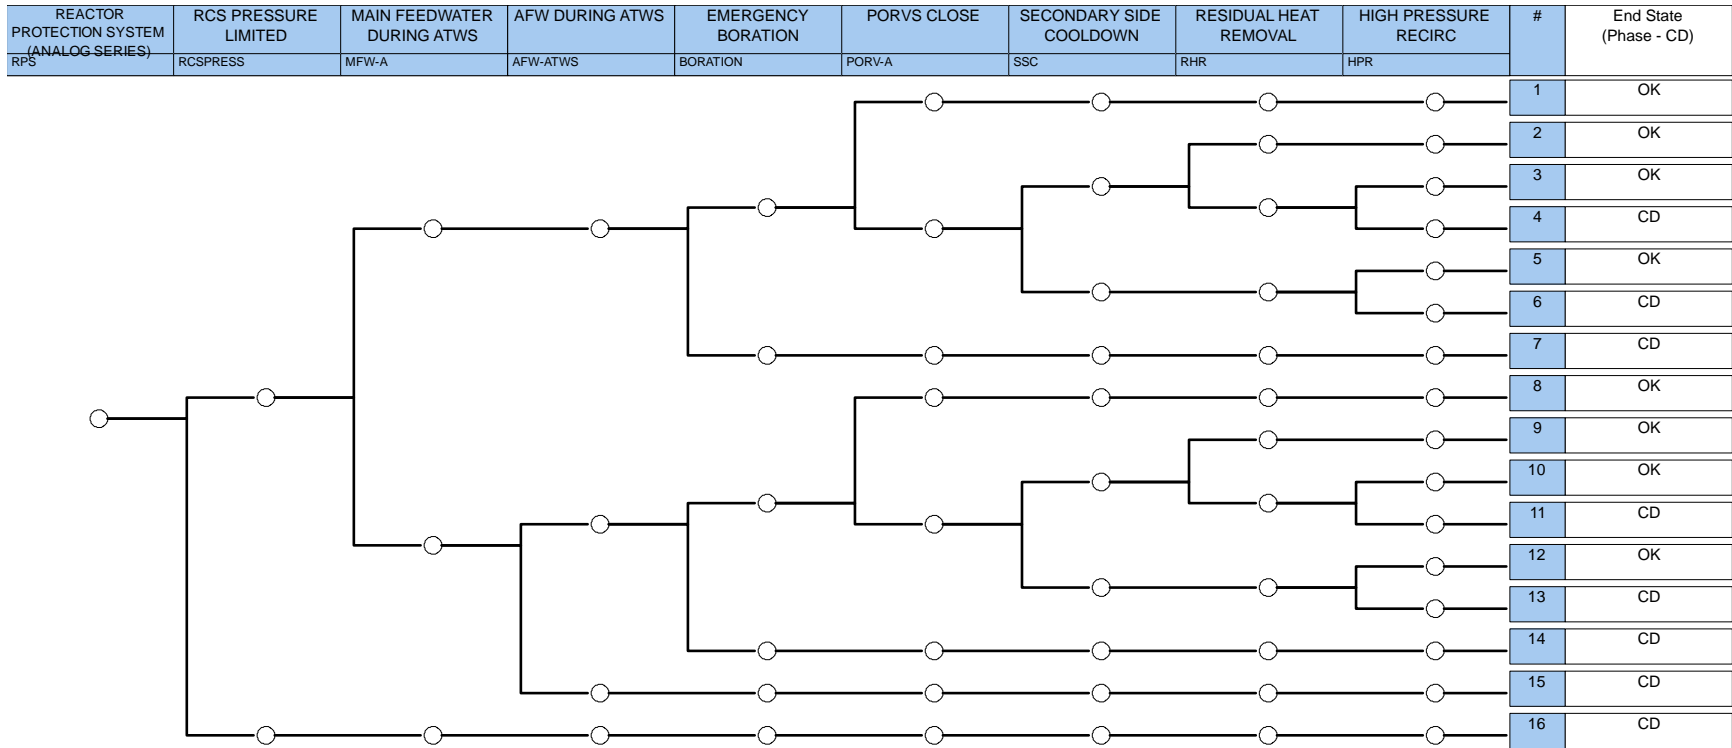 REACTOR
PROTECTION SYSTEM
(ANALOG SERIES)
RPS
RCS PRESSURE
LIMITED
RCSPRESS
MAIN FEEDWATER
DURING ATWS
MFW-A
AFW DURING ATWS
AFW-ATWS
EMERGENCY
BORATION
BORATION
PORVS CLOSE
PORV-A
SECONDARY SIDE
COOLDOWN
SSC
RESIDUAL HEAT
REMOVAL
RHR
HIGH PRESSURE
RECIRC
HPR
#
End State
(Phase - CD)
1 OK
2 OK
3 OK
4 CD
5 OK
6 CD
7 CD
8 OK
9 OK
10 OK
11 CD
12 OK
13 CD
14 CD
15 CD
16 CD